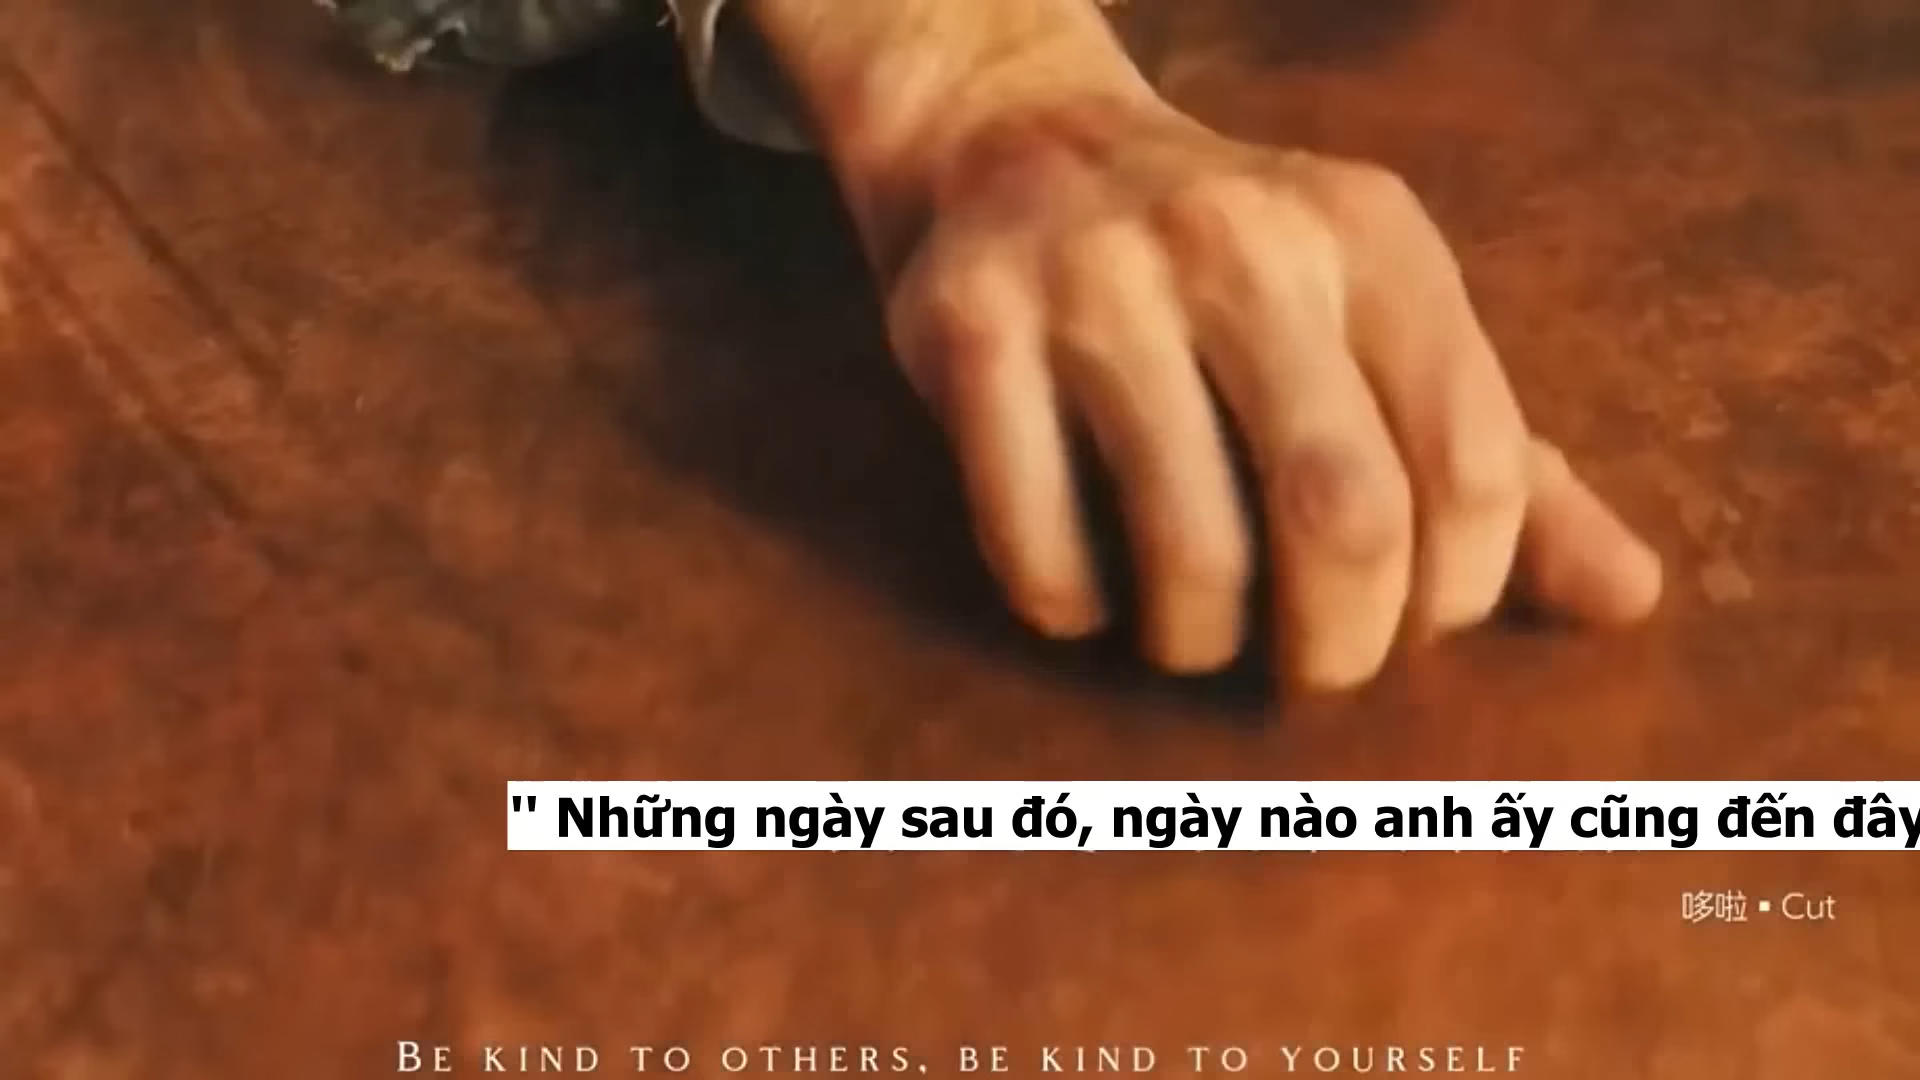 '' Những ngày sau đó, ngày nào anh ấy cũng đến đây
哆啦▪Cut
BE KIND TO OTHERS, BE KIND TO YOURSELF